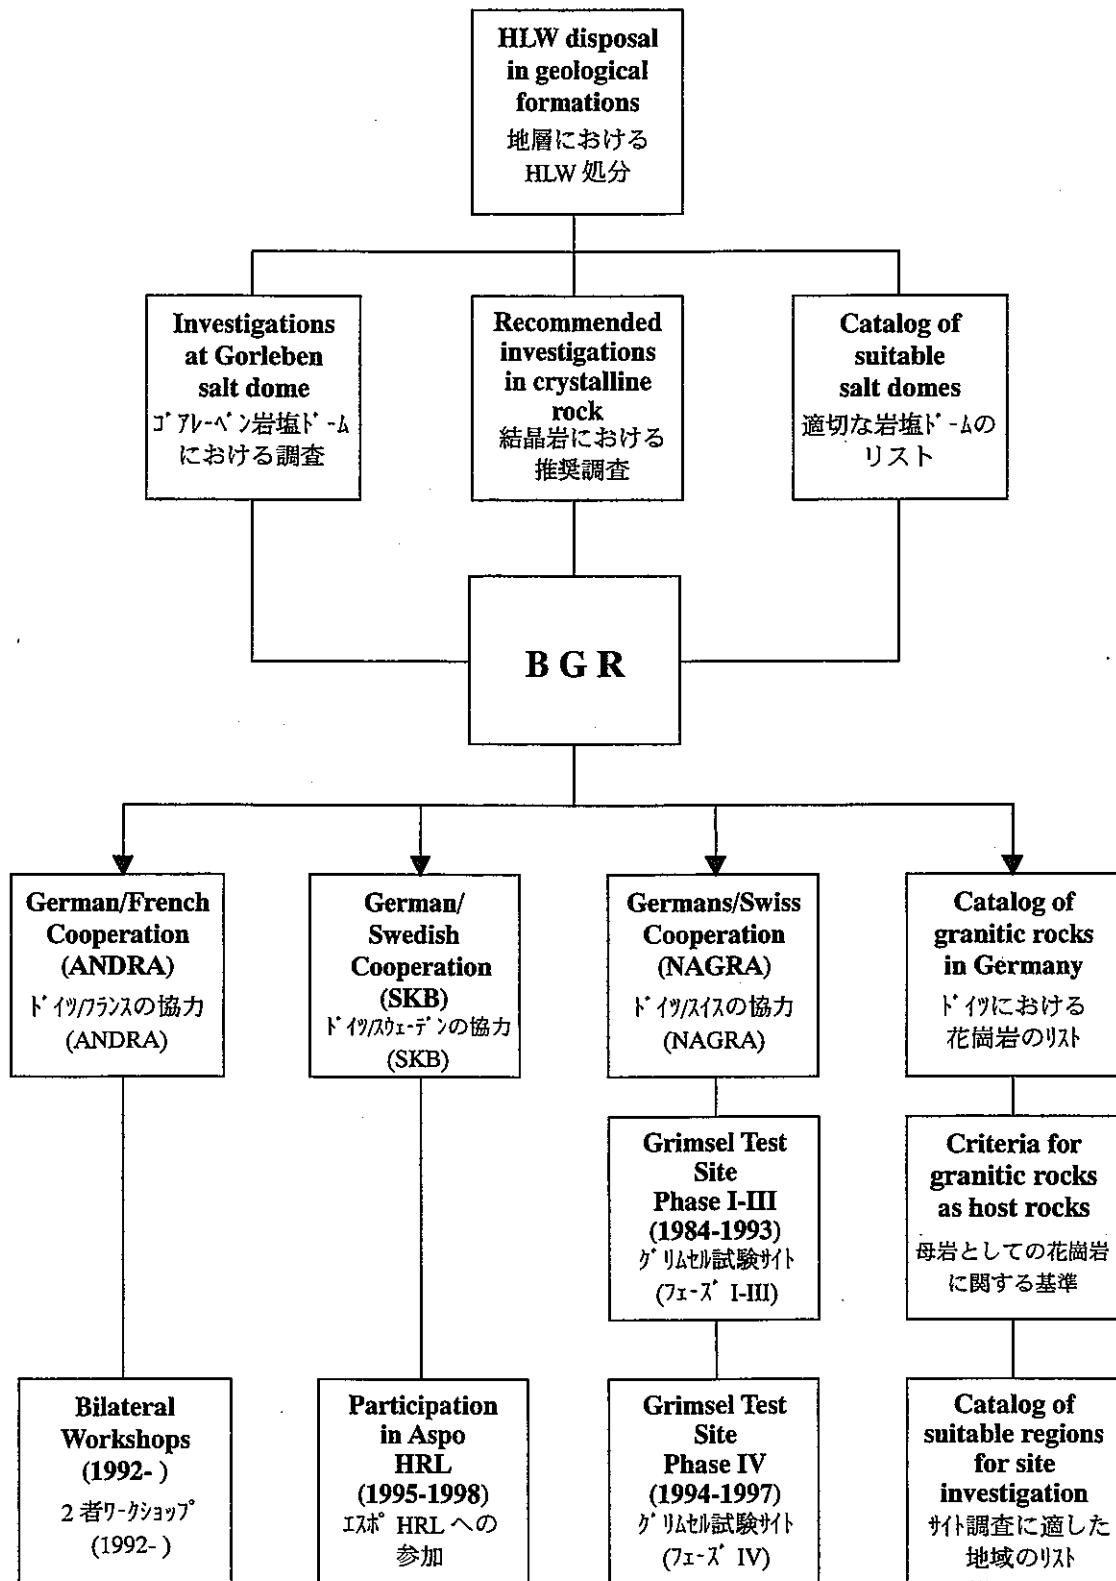 HLW disposal
in geological
formations
地層における
HLW 処分
Investigations
at Gorleben
salt dome
ｺﾞｱﾚｰﾍﾞﾝ岩塩ﾄﾞｰﾑ
における調査
Recommended
investigations
in crystalline
rock
結晶岩における
推奨調査
Catalog of
suitable
salt domes
適切な岩塩ﾄﾞｰﾑの
リスト
B G R
German/French
Cooperation
(ANDRA)
ﾄﾞｲﾂ/ﾌﾗﾝｽの協力
(ANDRA)
German/
Swedish
Cooperation
(SKB)
ﾄﾞｲﾂ/ｽｳｪｰﾃﾞﾝの協力
(SKB)
Germans/Swiss
Cooperation
(NAGRA)
ﾄﾞｲﾂ/ｽｲｽの協力
(NAGRA)
Catalog of
granitic rocks
in Germany
ﾄﾞｲﾂにおける
花崗岩のﾘｽﾄ
Grimsel Test
Site
Phase I-III
(1984-1993)
ｸﾞﾘﾑｾﾙ試験ｻｲﾄ
(ﾌｪｰｽﾞ I-III)
Criteria for
granitic rocks
as host rocks
母岩としての花崗岩
に関する基準
Bilateral
Workshops
(1992- )
2 者ﾜｰｸｼｮｯﾌﾟ
(1992- )
Participation
in Aspo
HRL
(1995-1998)
ｴｽﾎﾟ HRL への
参加
Grimsel Test
Site
Phase IV
(1994-1997)
ｸﾞﾘﾑｾﾙ試験ｻｲﾄ
(ﾌｪｰｽﾞ IV)
Catalog of
suitable regions
for site
investigation
ｻｲﾄ調査に適した
地域のﾘｽﾄ